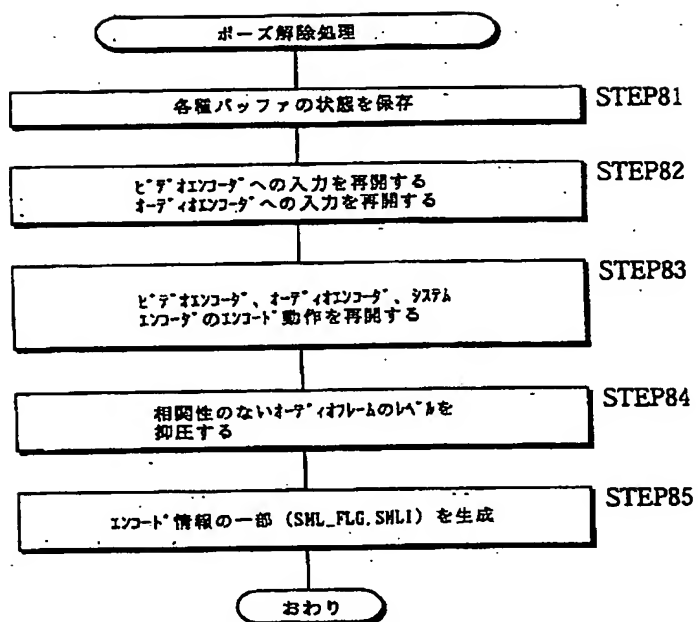 ポーズ解除処理
各種バッファの状態を保存
STEP81
ビデオエンコーダへの入力を再開する
オーディオエンコーダへの入力を再開する
STEP82
ビデオエンコーダ、オーディオエンコーダ、システム
エンコーダのエンコード動作を再開する
STEP83
相関性のないオーディオフレームのレベルを
抑圧する
STEP84
エンコード情報の一部 (SML_FLG.SMLI) を生成
STEP85
おわり